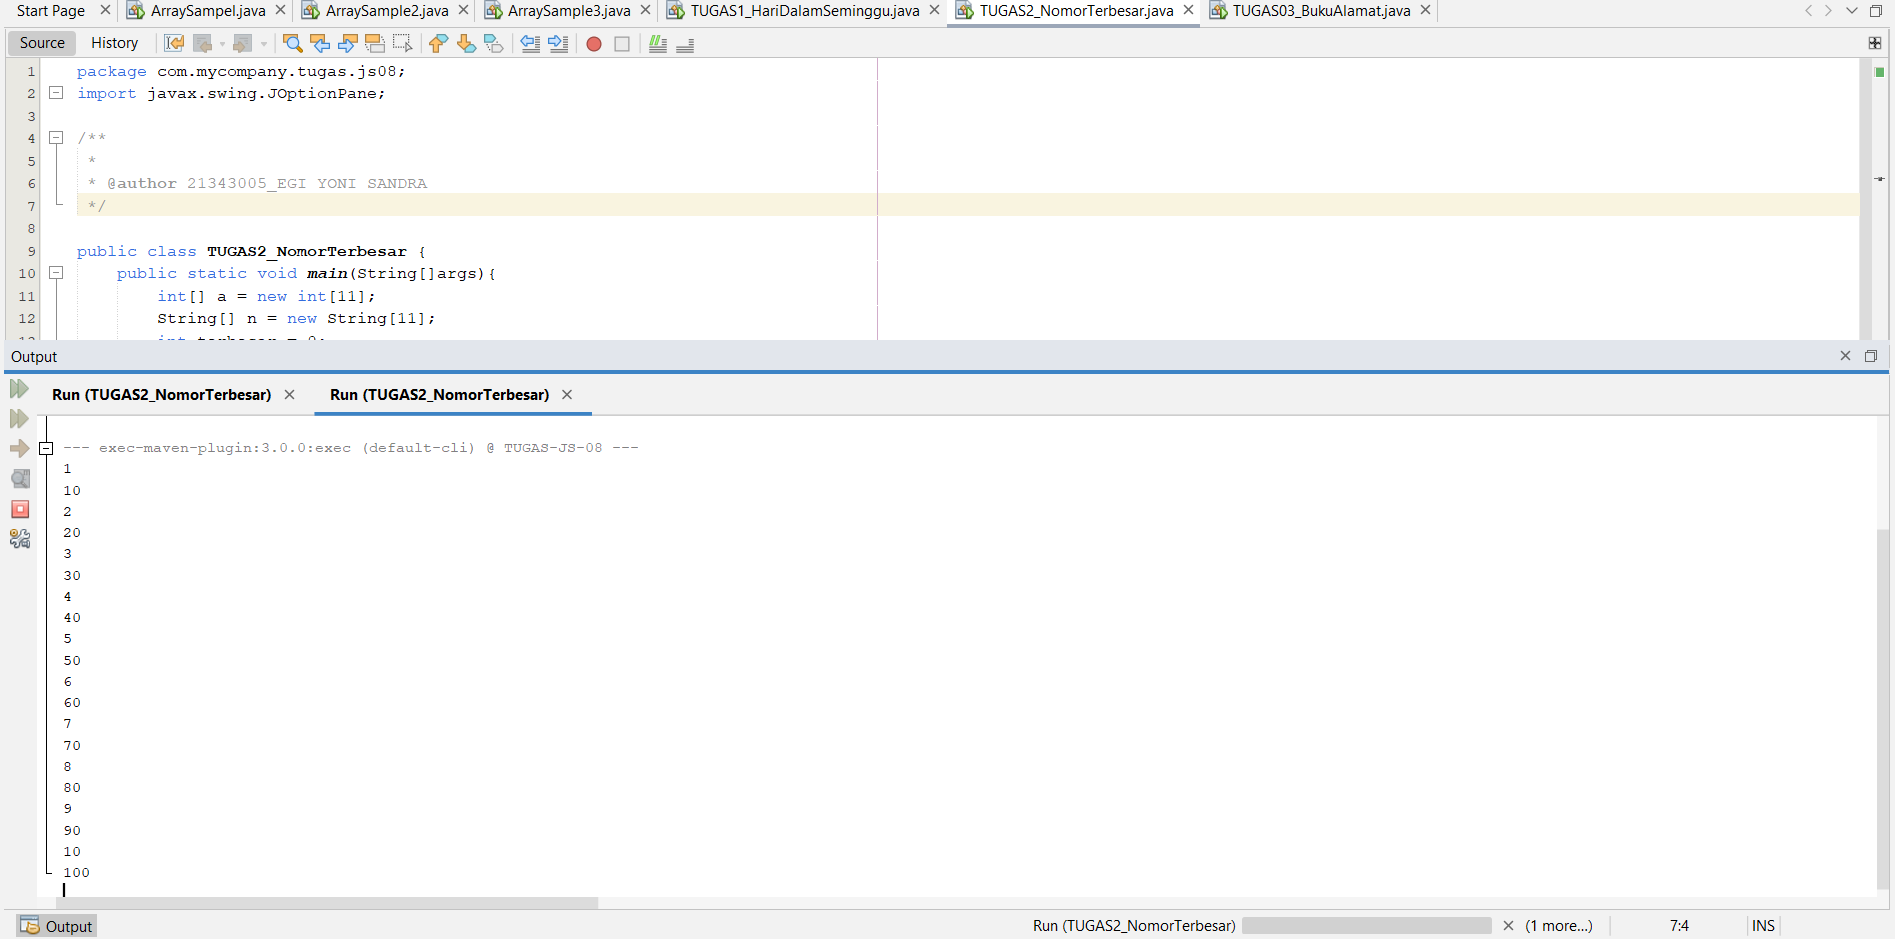 Start Page ArraySampel.java ArraySample2.java ArraySample3.java TUGAS1_HariDalamSeminggu.java TUGAS2_NomorTerbesar.java TUGAS03_BukuAlamat.java
Source History
1 package com.mycompany.tugas.js08;
2 import javax.swing.JOptionPane;
3
4 /**
5 *
6 * @author 21343005_EGI YONI SANDRA
7 */
8
9 public class TUGAS2_NomorTerbesar {
10 public static void main(String[]args){
11 int[] a = new int[11];
12 String[] n = new String[11];
Output
Run (TUGAS2_NomorTerbesar) Run (TUGAS2_NomorTerbesar)
--- exec-maven-plugin:3.0.0:exec (default-cli) @ TUGAS-JS-08 ---
1
10
2
20
3
30
4
40
5
50
6
60
7
70
8
80
9
90
10
100
Output Run (TUGAS2_NomorTerbesar) (1 more...) 7:4 INS